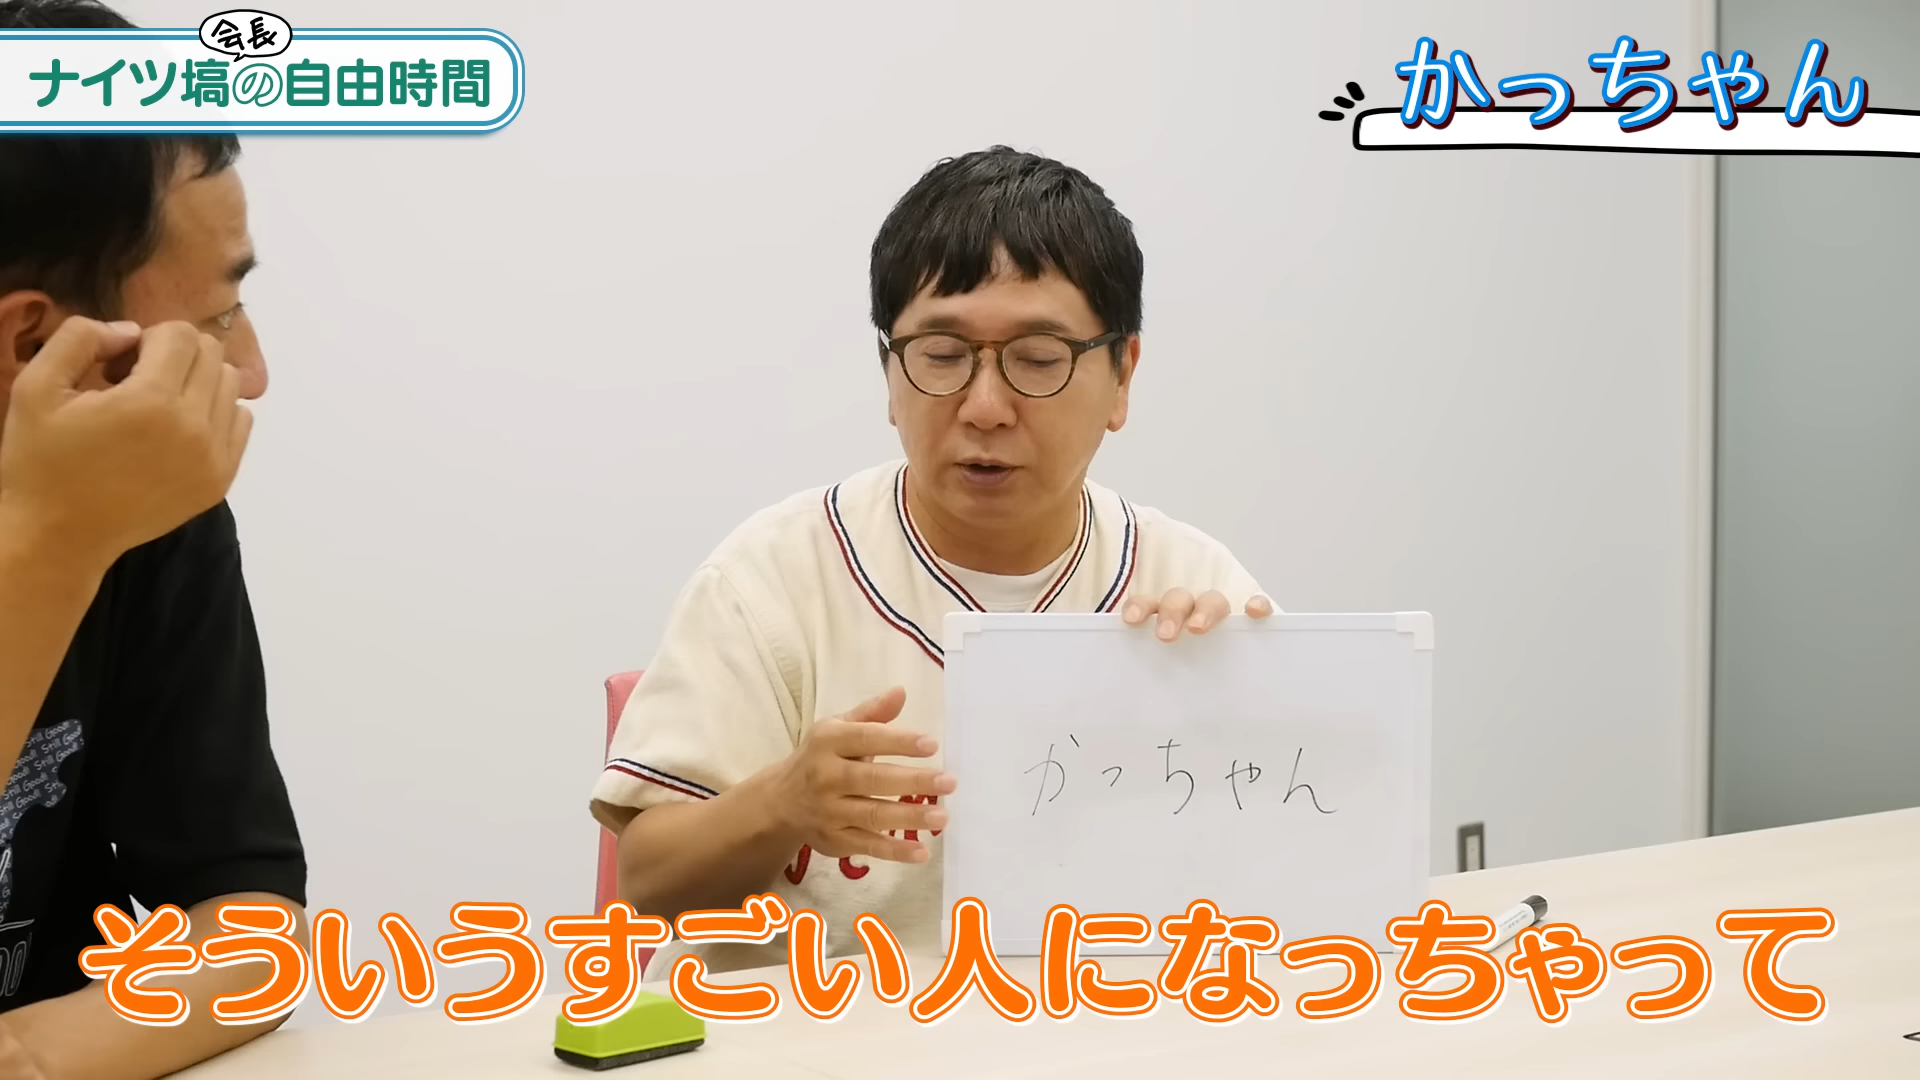 会長
ナイツ塙の自由時間
かっちゃん
かっちゃん
そういうすごい人になっちゃって